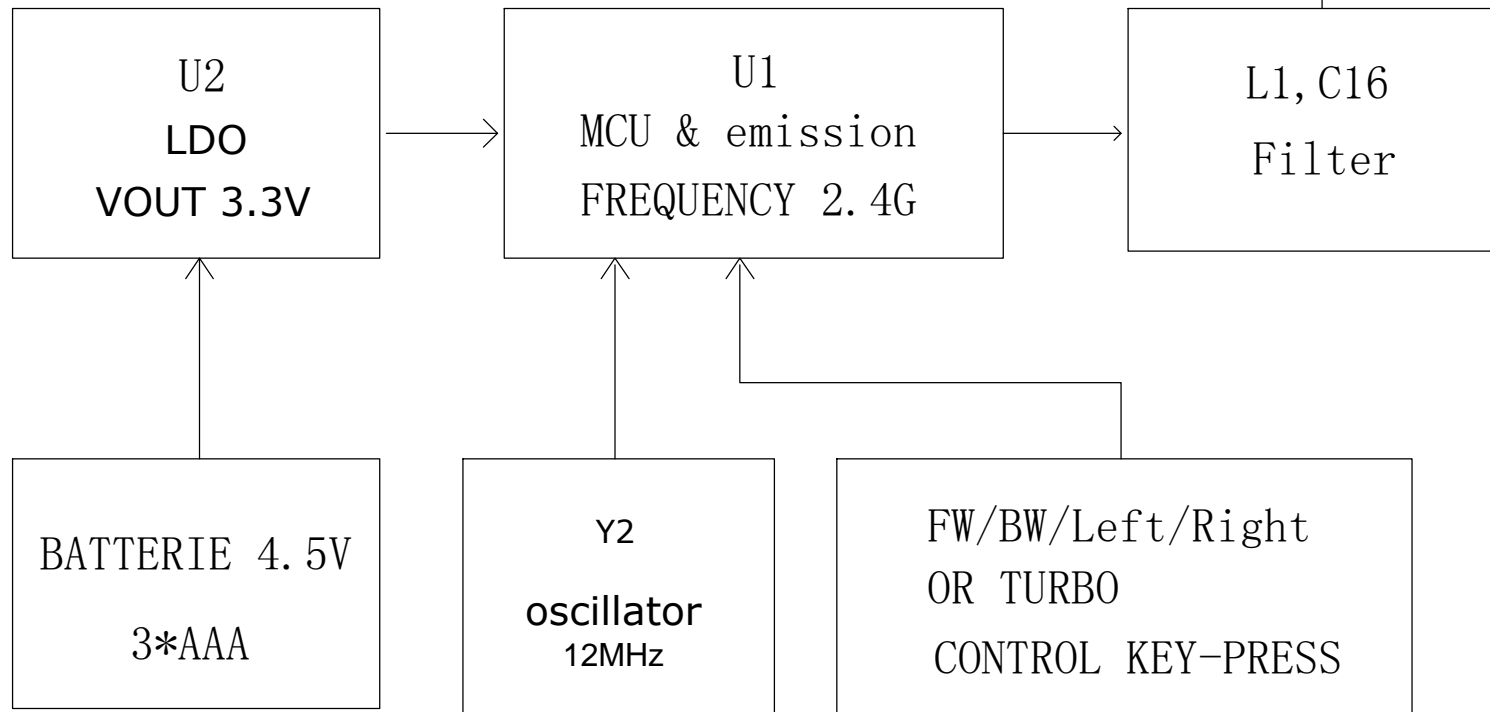 U2
LDO
VOUT 3.3V
U1
MCU & emission
FREQUENCY 2.4G
L1,C16
Filter
BATTERIE 4.5V
3*AAA
Y2
oscillator
12MHz
FW/BW/Left/Right
OR TURBO
CONTROL KEY-PRESS